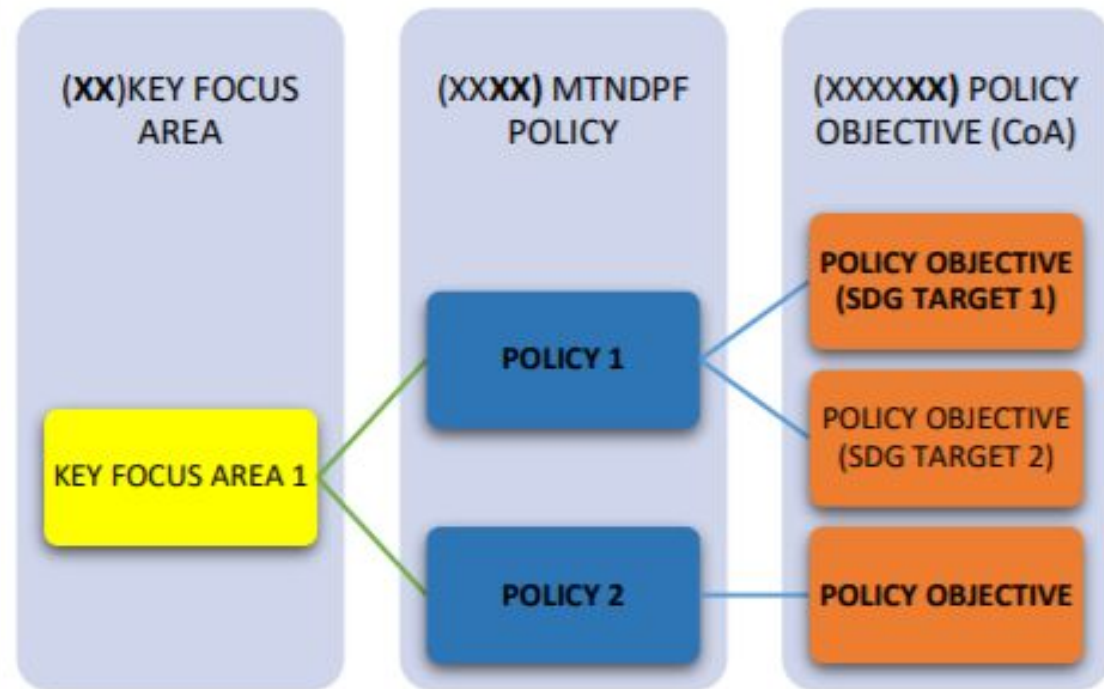 (XX)KEY FOCUS
AREA
(XXXX) MTNDPF
POLICY
(XXXXXX) POLICY
OBJECTIVE (CoA)
KEY FOCUS AREA 1
POLICY 1
POLICY 2
POLICY OBJECTIVE
(SDG TARGET 1)
POLICY OBJECTIVE
(SDG TARGET 2)
POLICY OBJECTIVE